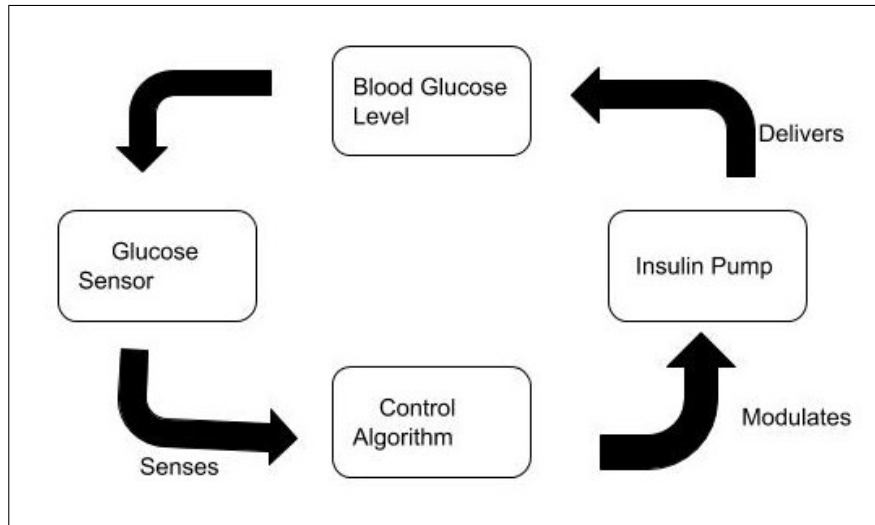 Blood Glucose
Level
Delivers
Glucose
Sensor
Insulin Pump
Control
Algorithm
Modulates
Senses